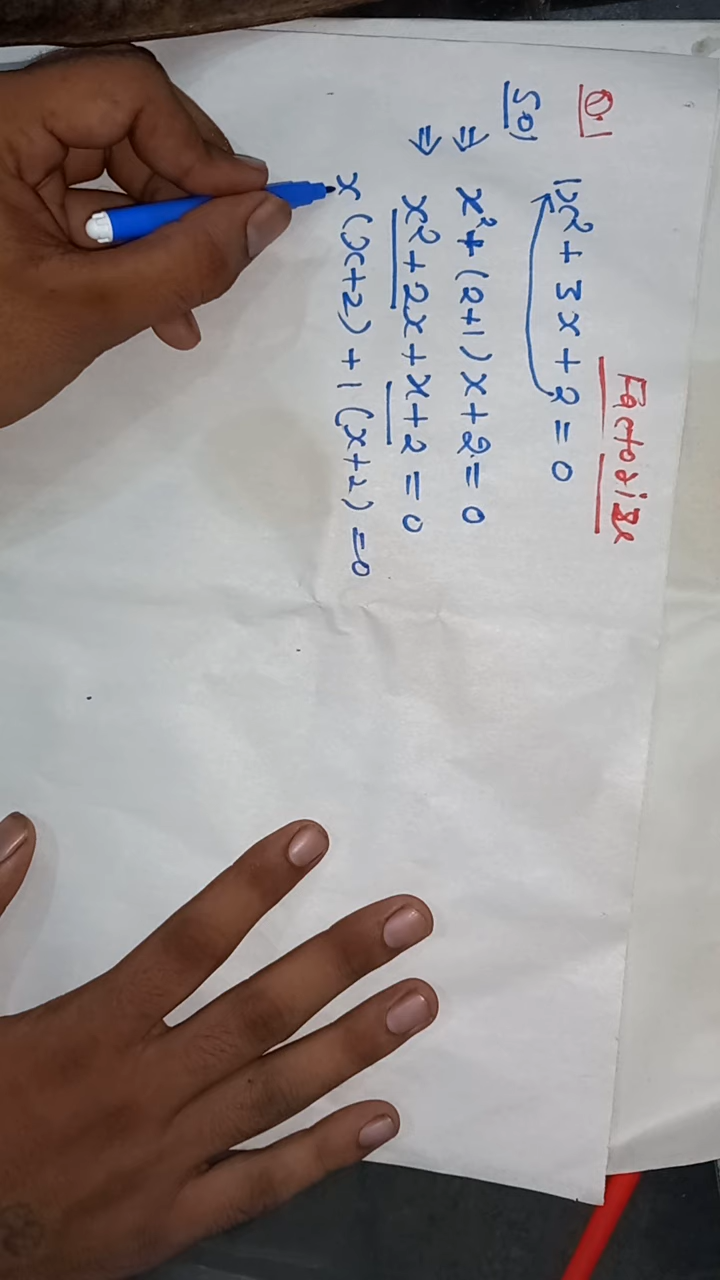 Factorize
Q.1
1x² + 3x + 2 = 0
Sol
⇒ x² + (2+1)x + 2 = 0
⇒ x² + 2x + x + 2 = 0
x(x+2) + 1(x+2) = 0